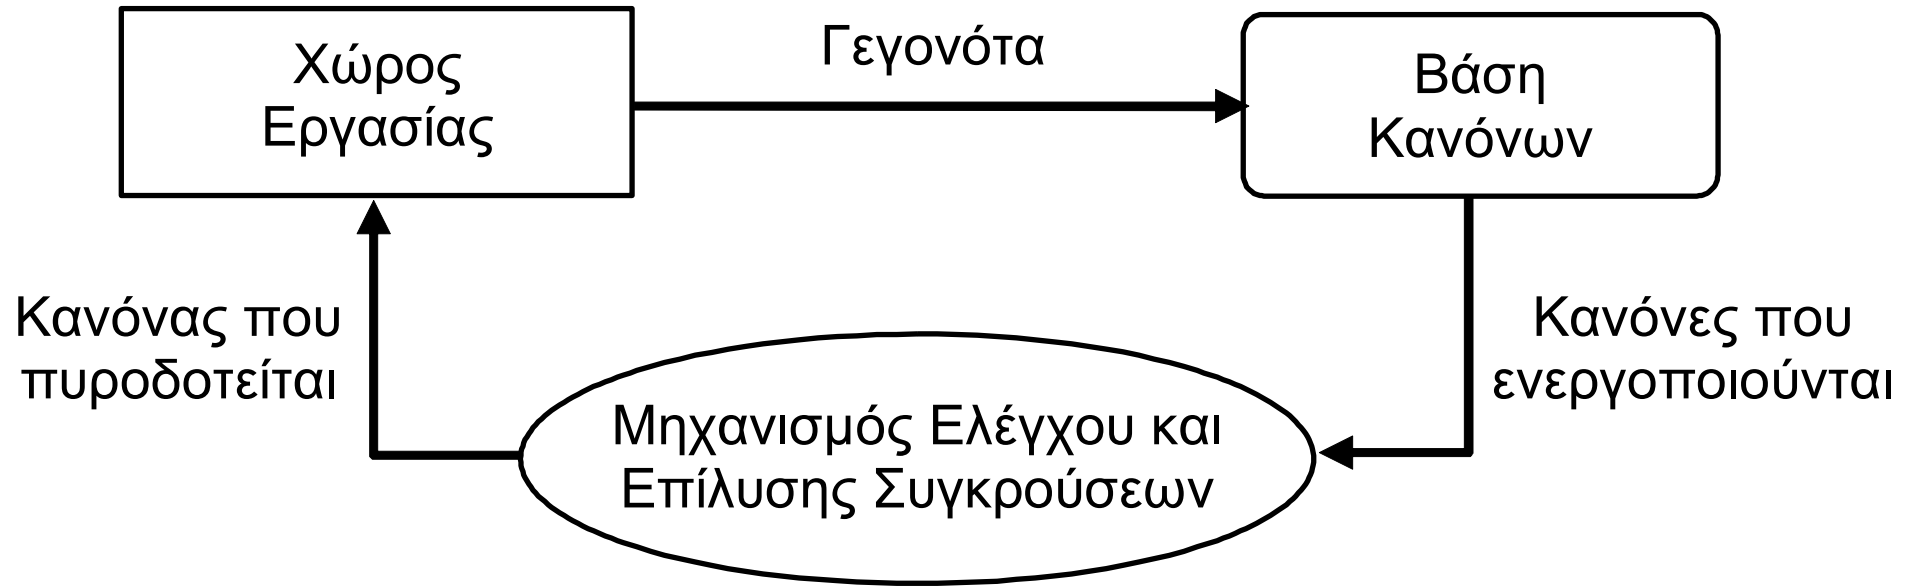 Χώρος
Εργασίας
Γεγονότα
Βάση
Κανόνων
Κανόνας που
πυροδοτείται
Κανόνες που
ενεργοποιούνται
Μηχανισμός Ελέγχου και
Επίλυσης Συγκρούσεων